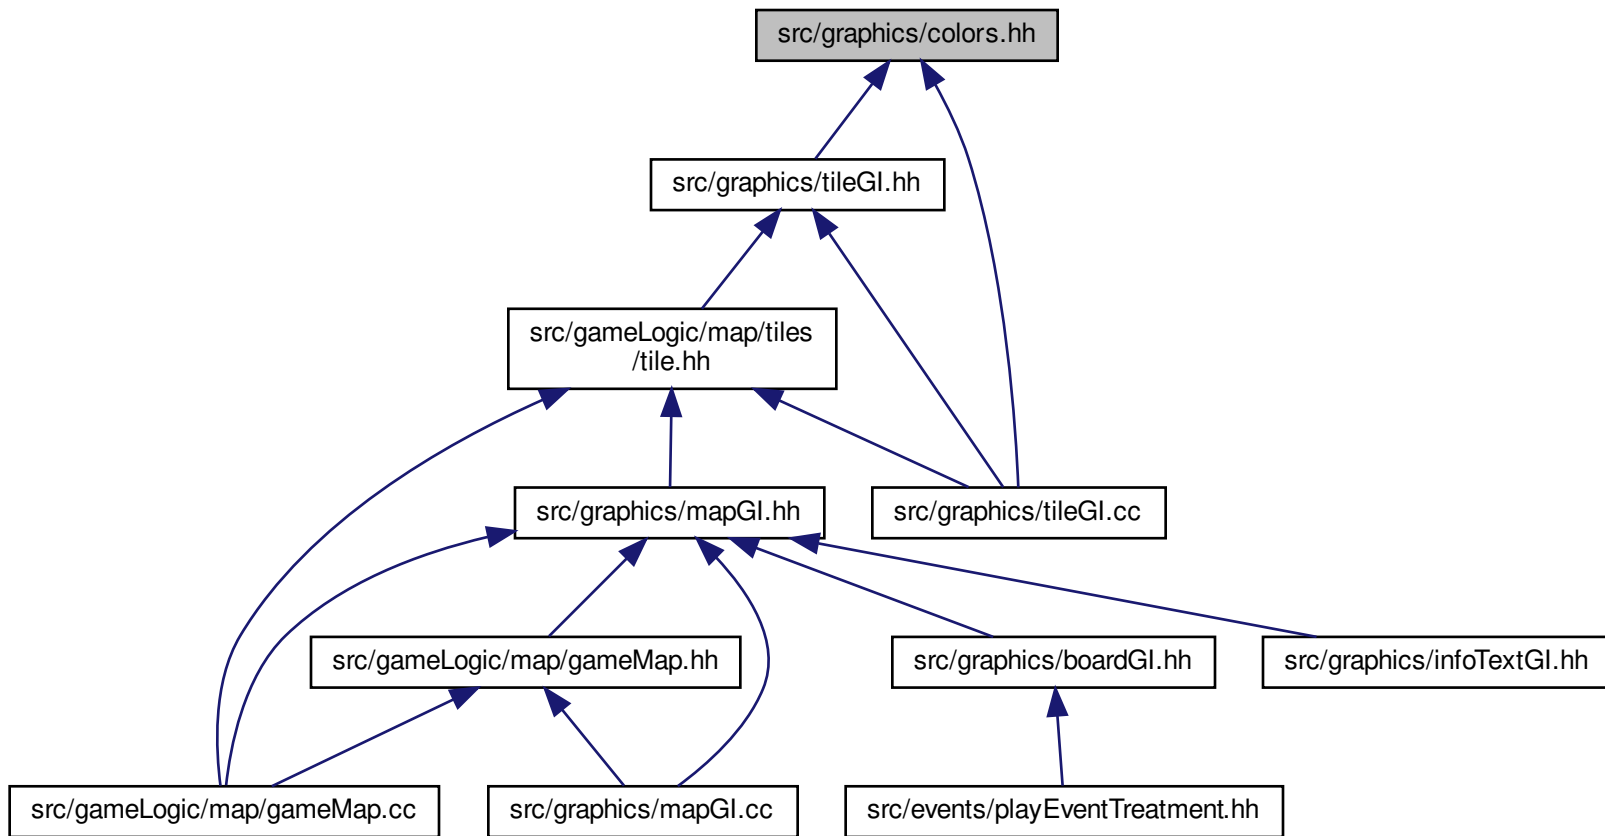 src/graphics/colors.hh
src/graphics/tileGI.hh
src/gameLogic/map/tiles
/tile.hh
src/graphics/mapGI.hh
src/graphics/tileGI.cc
src/gameLogic/map/gameMap.hh
src/graphics/boardGI.hh
src/graphics/infoTextGI.hh
src/gameLogic/map/gameMap.cc
src/graphics/mapGI.cc
src/events/playEventTreatment.hh